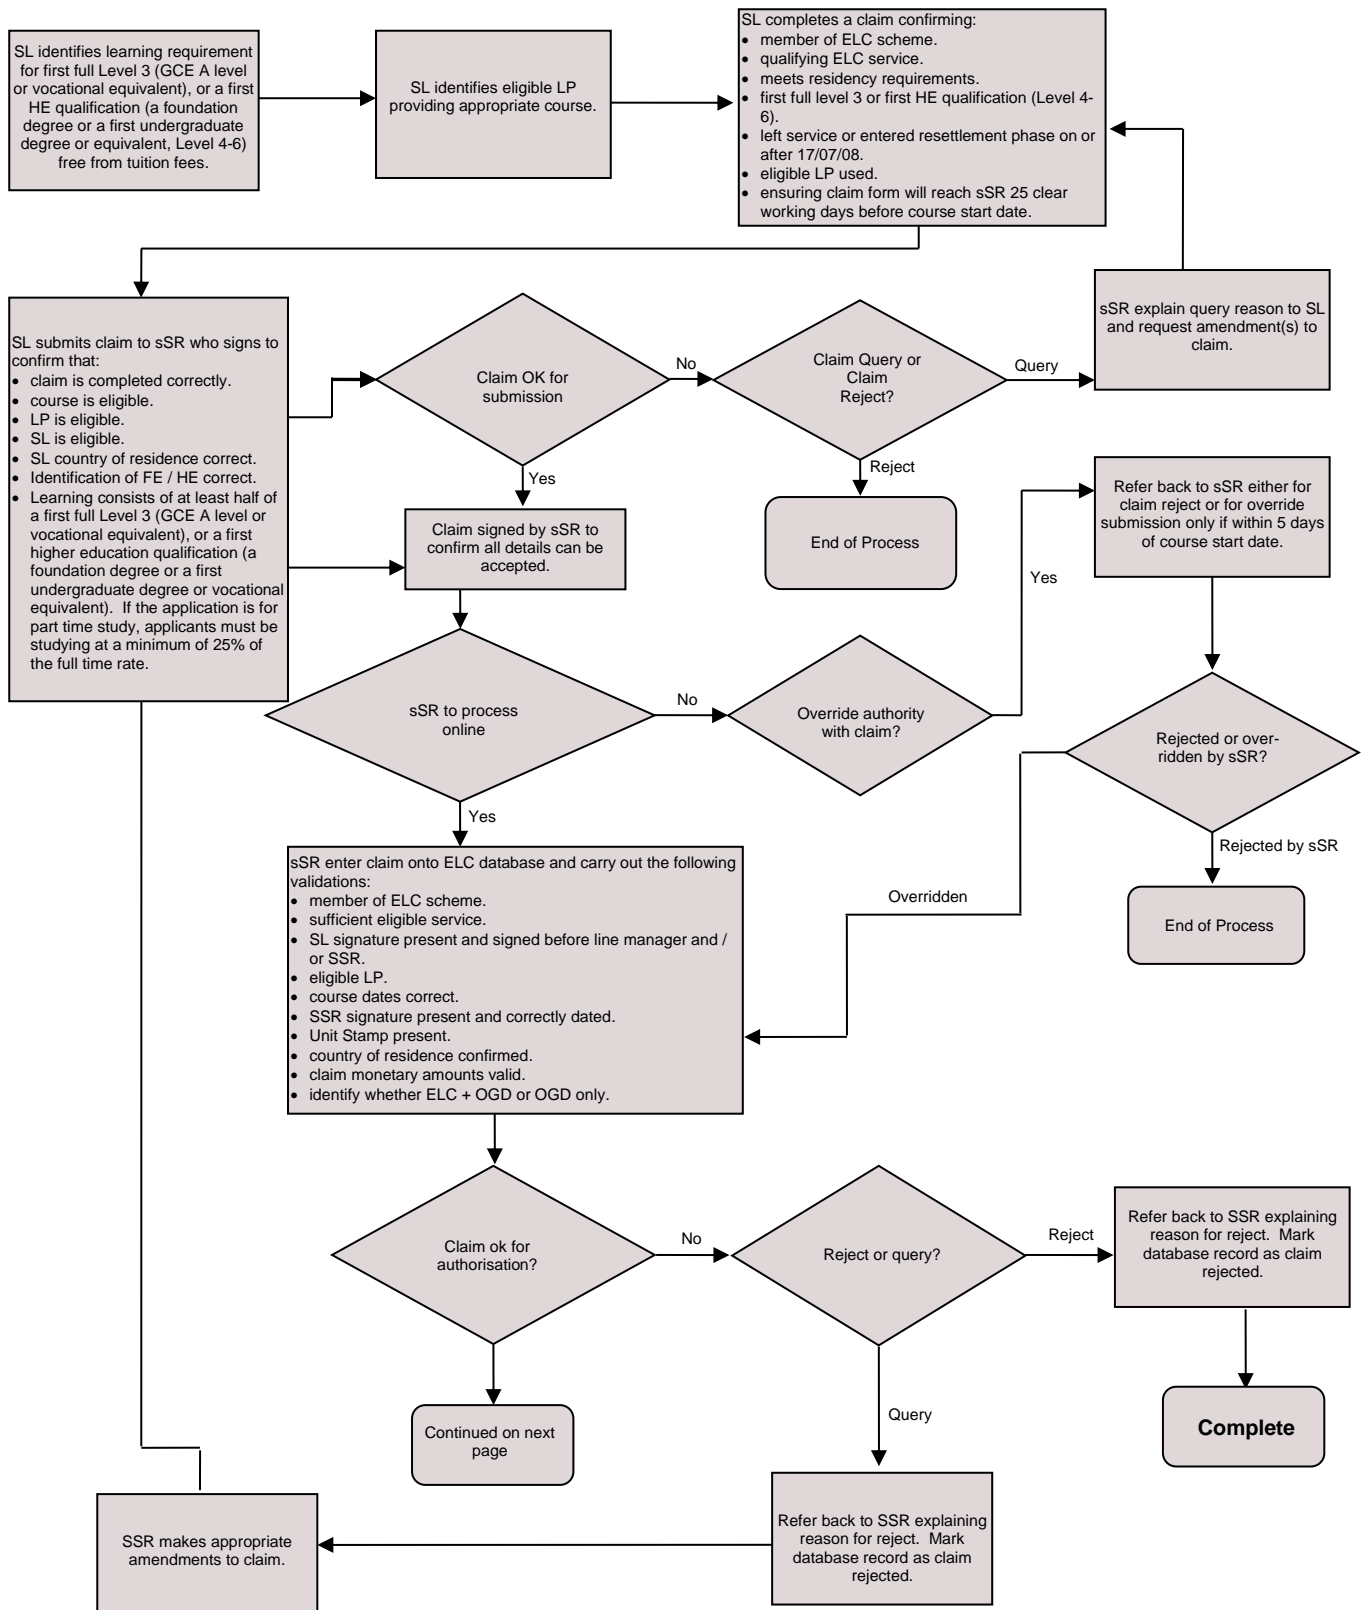 SL identifies learning requirement
for first full Level 3 (GCE A level
or vocational equivalent), or a first
HE qualification (a foundation
degree or a first undergraduate
degree or equivalent, Level 4-6)
free from tuition fees.
SL identifies eligible LP
providing appropriate course.
SL completes a claim confirming:
• member of ELC scheme.
• qualifying ELC service.
• meets residency requirements.
• first full level 3 or first HE qualification (Level 4-
6).
• left service or entered resettlement phase on or
after 17/07/08.
• eligible LP used.
• ensuring claim form will reach sSR 25 clear
working days before course start date.
SL submits claim to sSR who signs to
confirm that:
• claim is completed correctly.
• course is eligible.
• LP is eligible.
• SL is eligible.
• SL country of residence correct.
• Identification of FE / HE correct.
• Learning consists of at least half of
a first full Level 3 (GCE A level or
vocational equivalent), or a first
higher education qualification (a
foundation degree or a first
undergraduate degree or vocational
equivalent). If the application is for
part time study, applicants must be
studying at a minimum of 25% of
the full time rate.
Claim OK for
submission
No
Claim Query or
Claim
Reject?
Query
sSR explain query reason to SL
and request amendment(s) to
claim.
Yes
Reject
Claim signed by sSR to
confirm all details can be
accepted.
End of Process
Refer back to sSR either for
claim reject or for override
submission only if within 5 days
of course start date.
Yes
sSR to process
online
No
Override authority
with claim?
Rejected or over-
ridden by sSR?
Yes
Rejected by sSR
Overridden
End of Process
sSR enter claim onto ELC database and carry out the following
validations:
• member of ELC scheme.
• sufficient eligible service.
• SL signature present and signed before line manager and /
or SSR.
• eligible LP.
• course dates correct.
• SSR signature present and correctly dated.
• Unit Stamp present.
• country of residence confirmed.
• claim monetary amounts valid.
• identify whether ELC + OGD or OGD only.
Claim ok for
authorisation?
No
Reject or query?
Reject
Refer back to SSR explaining
reason for reject. Mark
database record as claim
rejected.
Continued on next
page
Query
Complete
SSR makes appropriate
amendments to claim.
Refer back to SSR explaining
reason for reject. Mark
database record as claim
rejected.